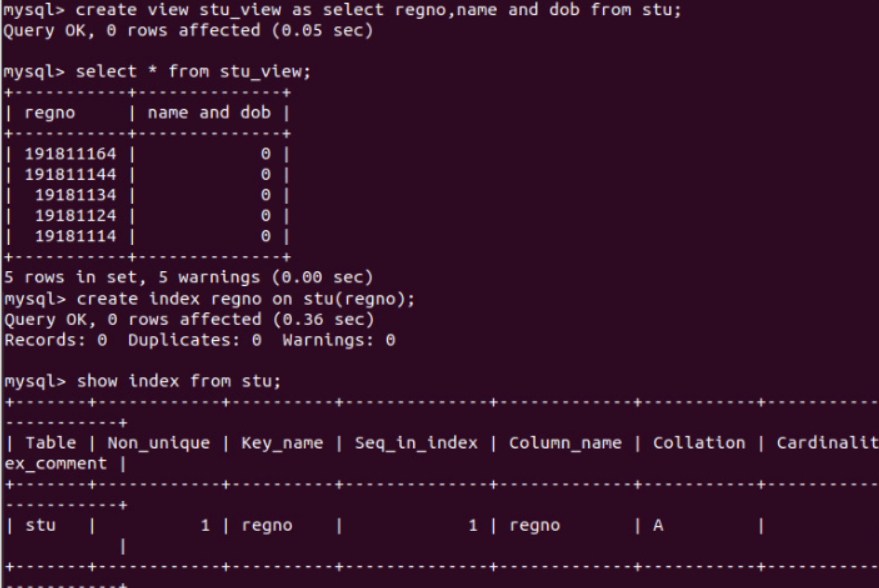 mysql> create view stu_view as select regno,name and dob from stu;
Query OK, 0 rows affected (0.05 sec)
mysql> select * from stu_view;
+-----------+--------------+
| regno     | name and dob |
+-----------+--------------+
| 191811164 |            0 |
| 191811144 |            0 |
|  19181134 |            0 |
|  19181124 |            0 |
|  19181114 |            0 |
+-----------+--------------+
5 rows in set, 5 warnings (0.00 sec)
mysql> create index regno on stu(regno);
Query OK, 0 rows affected (0.36 sec)
Records: 0  Duplicates: 0  Warnings: 0
mysql> show index from stu;
+-------+------------+----------+--------------+-------------+-----------+-----------
-----------+
| Table | Non_unique | Key_name | Seq_in_index | Column_name | Collation | Cardinalit
ex_comment |
+-------+------------+----------+--------------+-------------+-----------+-----------
-----------+
| stu   |          1 | regno    |            1 | regno       | A         |
           |
+-------+------------+----------+--------------+-------------+-----------+-----------
-----------+